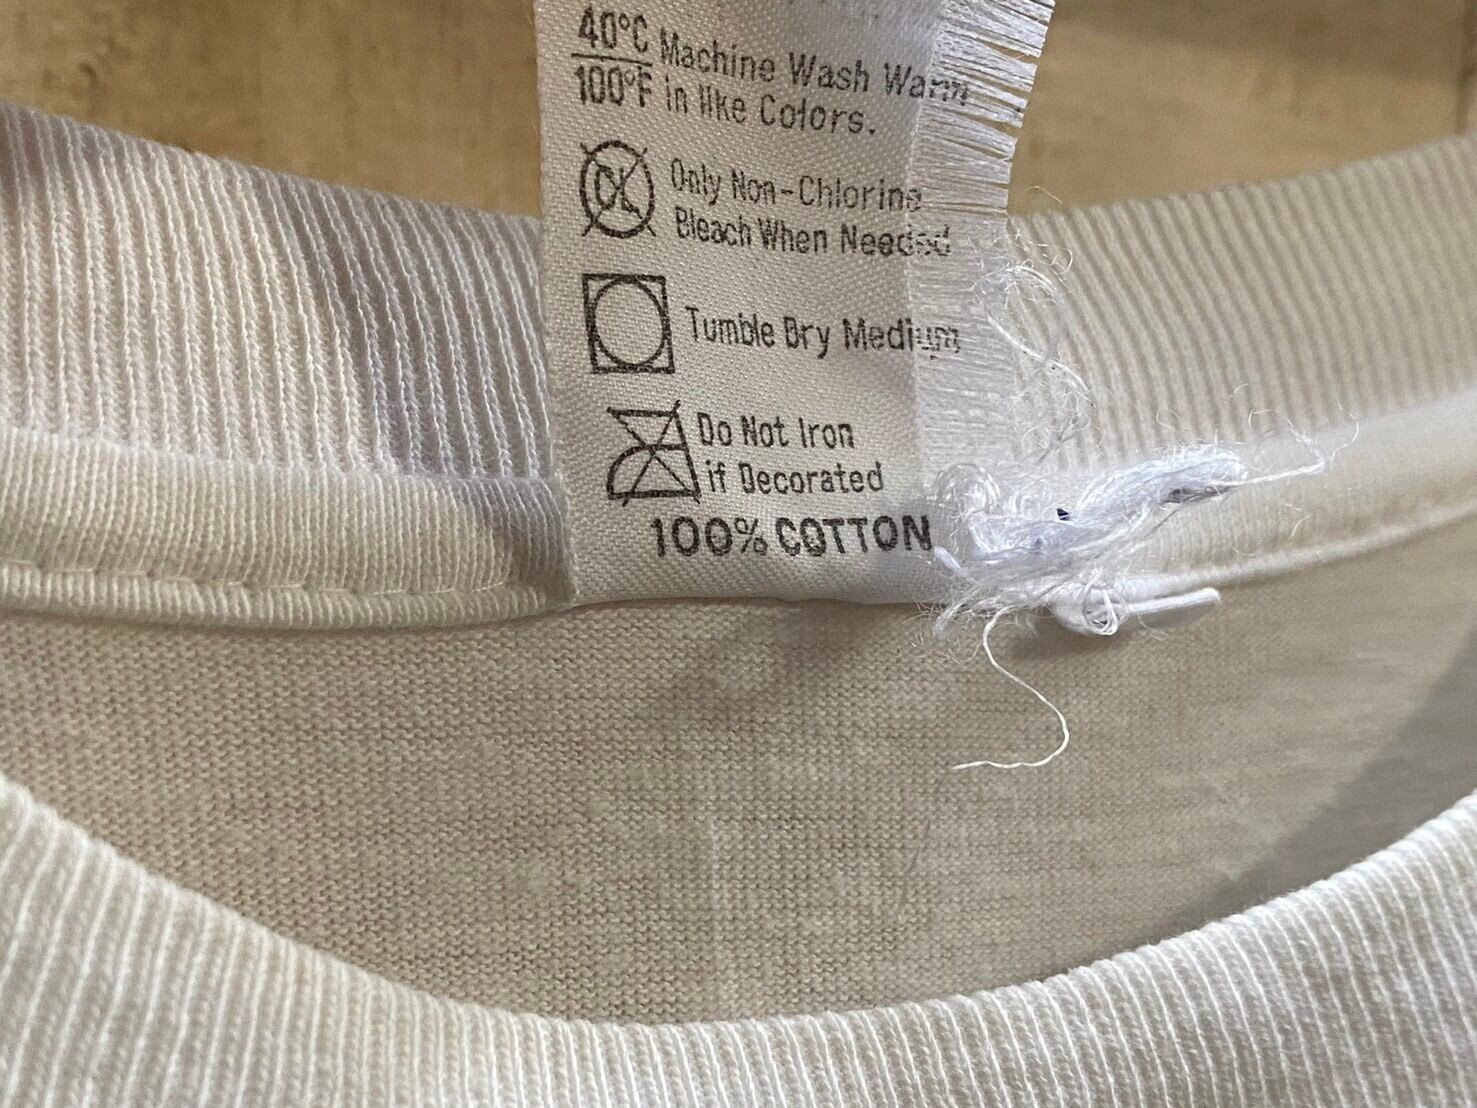 40°C Machine Wash Warm
100°F in like Colors.
CL Only Non-Chlorine
Bleach When Needed
Tumble Dry Medium
Do Not Iron
if Decorated
100% COTTON